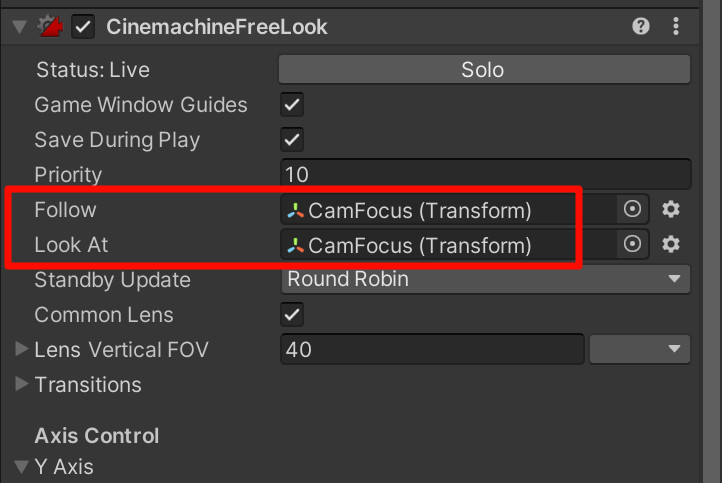 CinemachineFreeLook
Status: Live Solo
Game Window Guides
Save During Play
Priority 10
Follow CamFocus (Transform)
Look At CamFocus (Transform)
Standby Update Round Robin
Common Lens
Lens Vertical FOV 40
Transitions
Axis Control
Y Axis